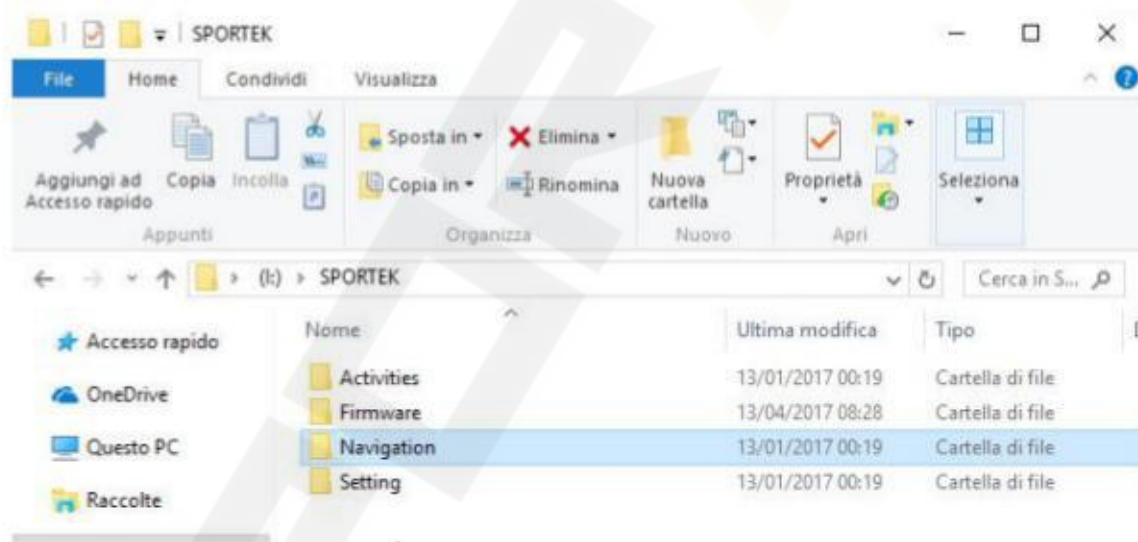 SPORTEK
File Home Condividi Visualizza
Aggiungi ad Accesso rapido
Copia
Incolla
Sposta in
Copia in
Elimina
Rinomina
Nuova cartella
Proprietà
Seleziona
Appunti Organizza Nuovo Apri
(I:) > SPORTEK
Cerca in S...
Nome Ultima modifica Tipo
Accesso rapido
OneDrive
Questo PC
Raccolte
Activities 13/01/2017 00:19 Cartella di file
Firmware 13/04/2017 08:28 Cartella di file
Navigation 13/01/2017 00:19 Cartella di file
Setting 13/01/2017 00:19 Cartella di file